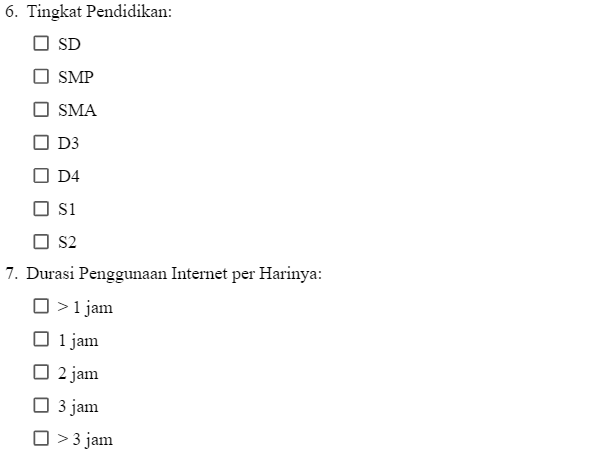 6. Tingkat Pendidikan:
SD
SMP
SMA
D3
D4
S1
S2
7. Durasi Penggunaan Internet per Harinya:
> 1 jam
1 jam
2 jam
3 jam
> 3 jam